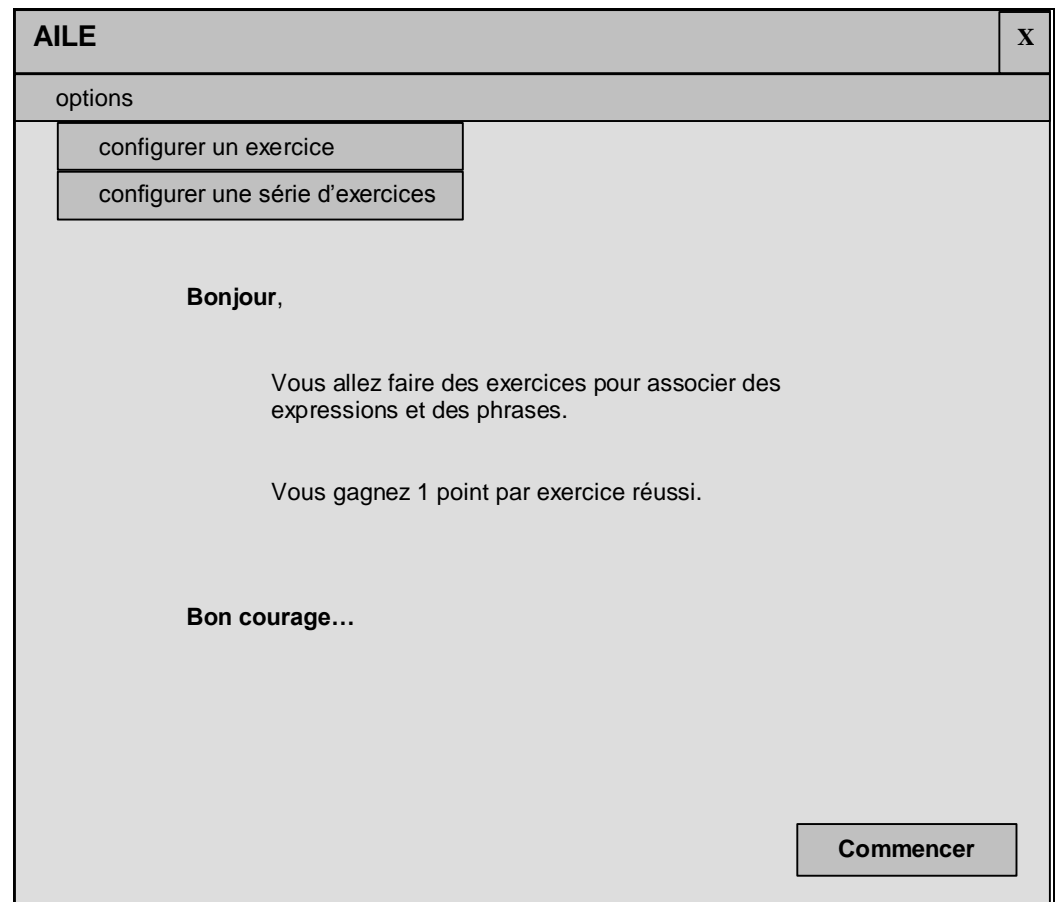 AILE
X
options
configurer un exercice
configurer une série d’exercices
Bonjour,
Vous allez faire des exercices pour associer des
expressions et des phrases.
Vous gagnez 1 point par exercice réussi.
Bon courage…
Commencer